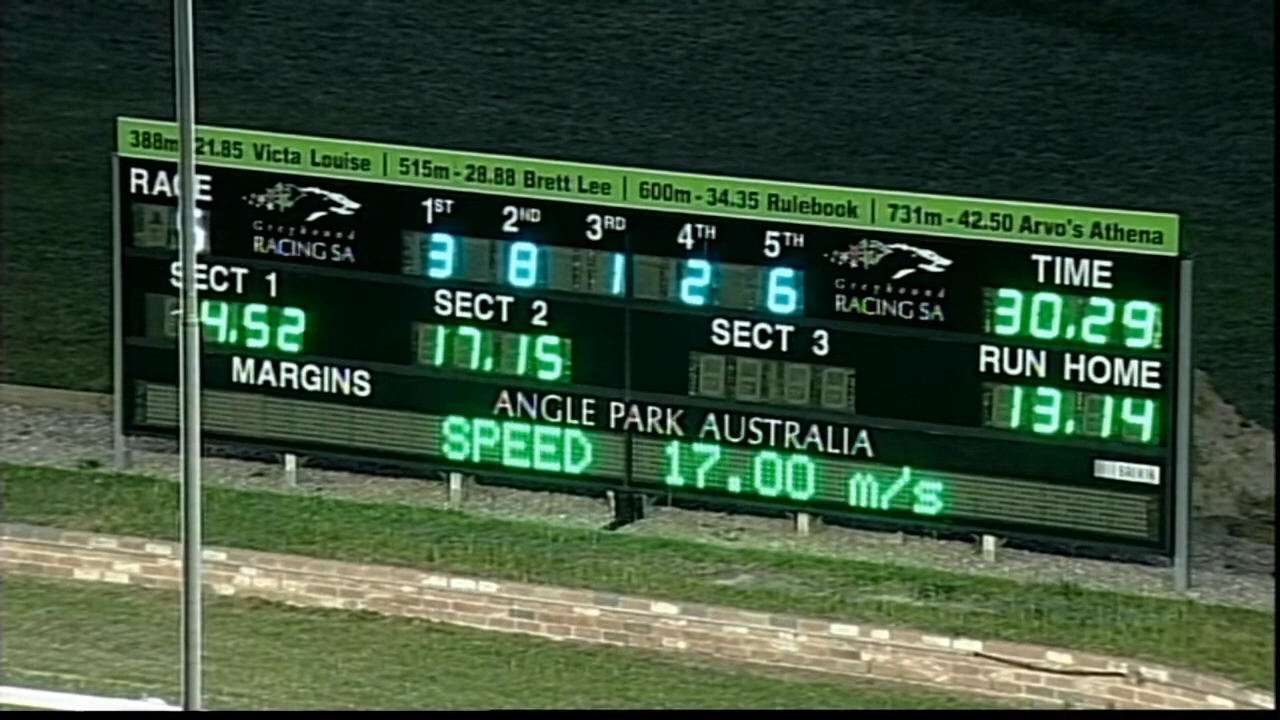 388m 21.85 Victa Louise | 515m - 28.88 Brett Lee | 600m - 34.35 Rulebook | 731m - 42.50 Arvo's Athena
RACE
Greyhound
RACING SA
1ST 2ND 3RD 4TH 5TH
3 8 1 2 6
Greyhound
RACING SA
TIME
30.29
SECT 1
4.52
SECT 2
17.15
SECT 3
RUN HOME
13.14
MARGINS
ANGLE PARK AUSTRALIA
SPEED 17.00 m/s